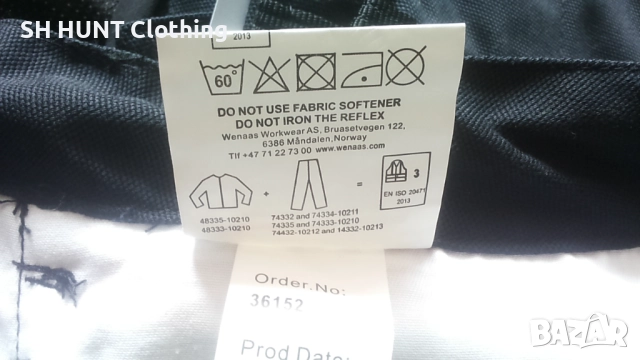 SH HUNT Clothing
2013
60°
DO NOT USE FABRIC SOFTENER
DO NOT IRON THE REFLEX
Wenaas Workwear AS, Bruaselvegen 122,
6386 Måndalen, Norway
Tlf +47 71 22 73 00 www.wenaas.com
+ = 3
EN ISO 20471
2013
48335-10210 74332 and 74334-10211
48333-10210 74335 and 74333-10210
74432-10212 and 14332-10213
Order.No:
36152
Prod Date:
BAZAR